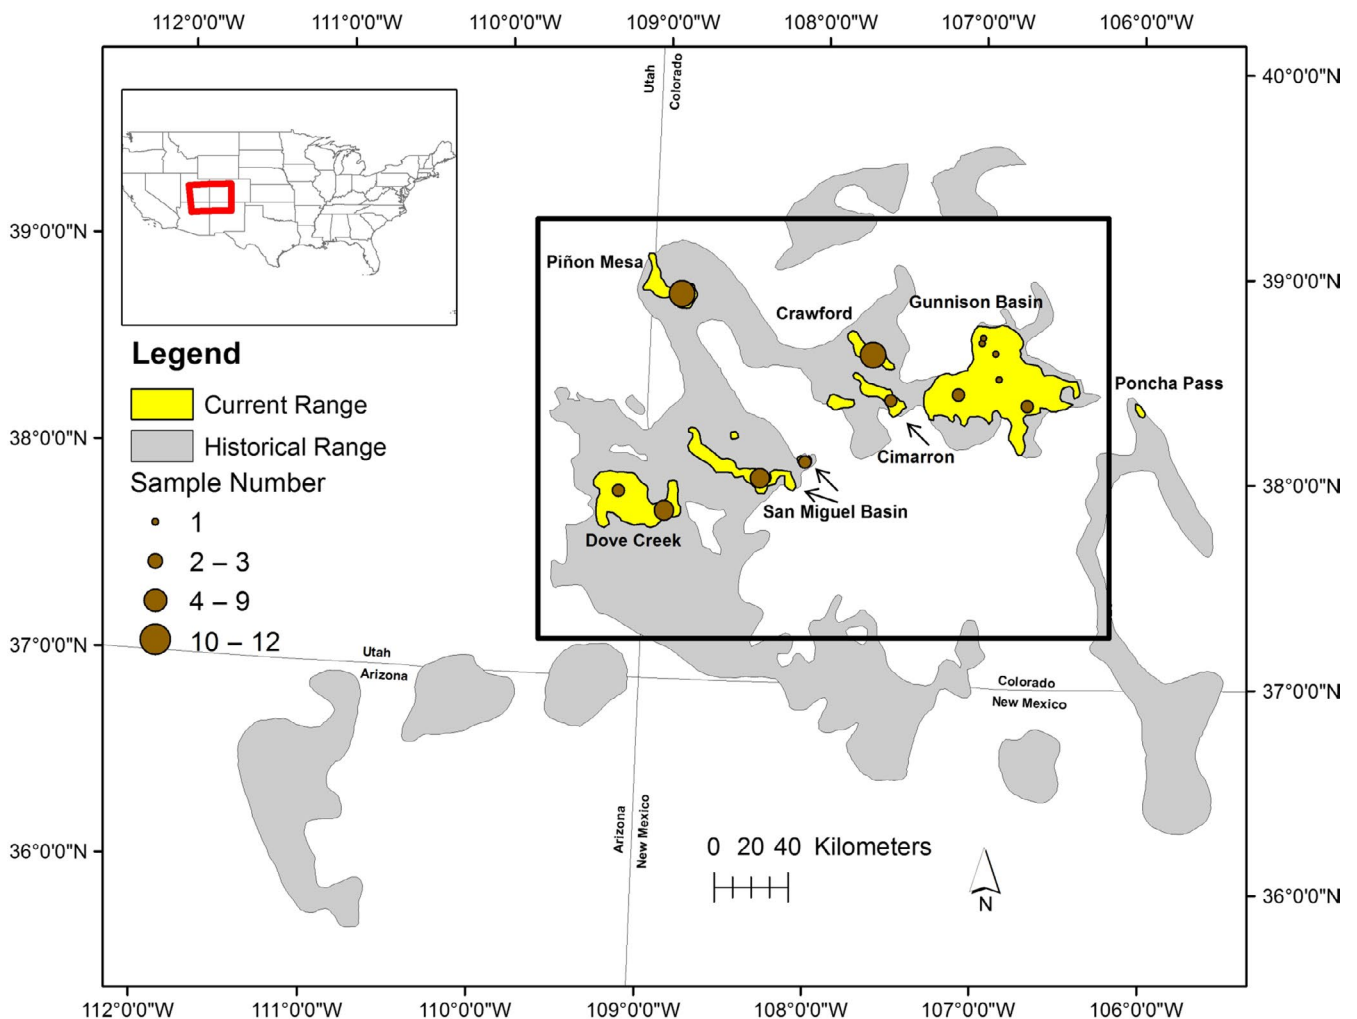 112°0'0"W 111°0'0"W 110°0'0"W 109°0'0"W 108°0'0"W 107°0'0"W 106°0'0"W
40°0'0"N
39°0'0"N
38°0'0"N
37°0'0"N
36°0'0"N
39°0'0"N
38°0'0"N
37°0'0"N
36°0'0"N
Utah
Colorado
Piñon Mesa
Crawford
Gunnison Basin
Poncha Pass
Cimarron
San Miguel Basin
Dove Creek
Legend
Current Range
Historical Range
Sample Number
1
2 – 3
4 – 9
10 – 12
Utah
Arizona
Colorado
New Mexico
Arizona
New Mexico
0 20 40 Kilometers
N
112°0'0"W 111°0'0"W 110°0'0"W 109°0'0"W 108°0'0"W 107°0'0"W 106°0'0"W